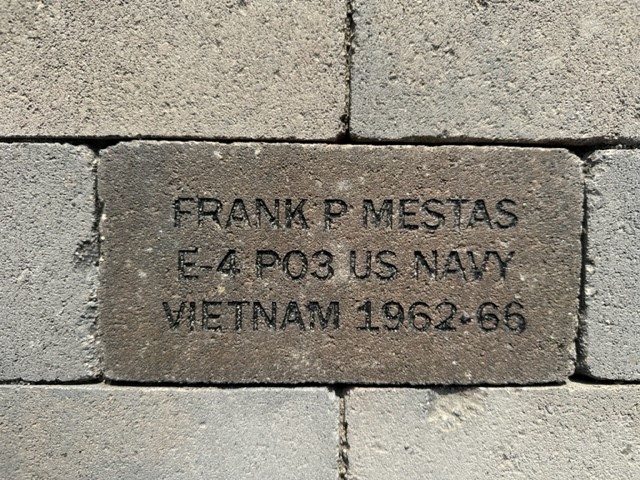 FRANK P MESTAS
E-4 PO3 US NAVY
VIETNAM 1962-66